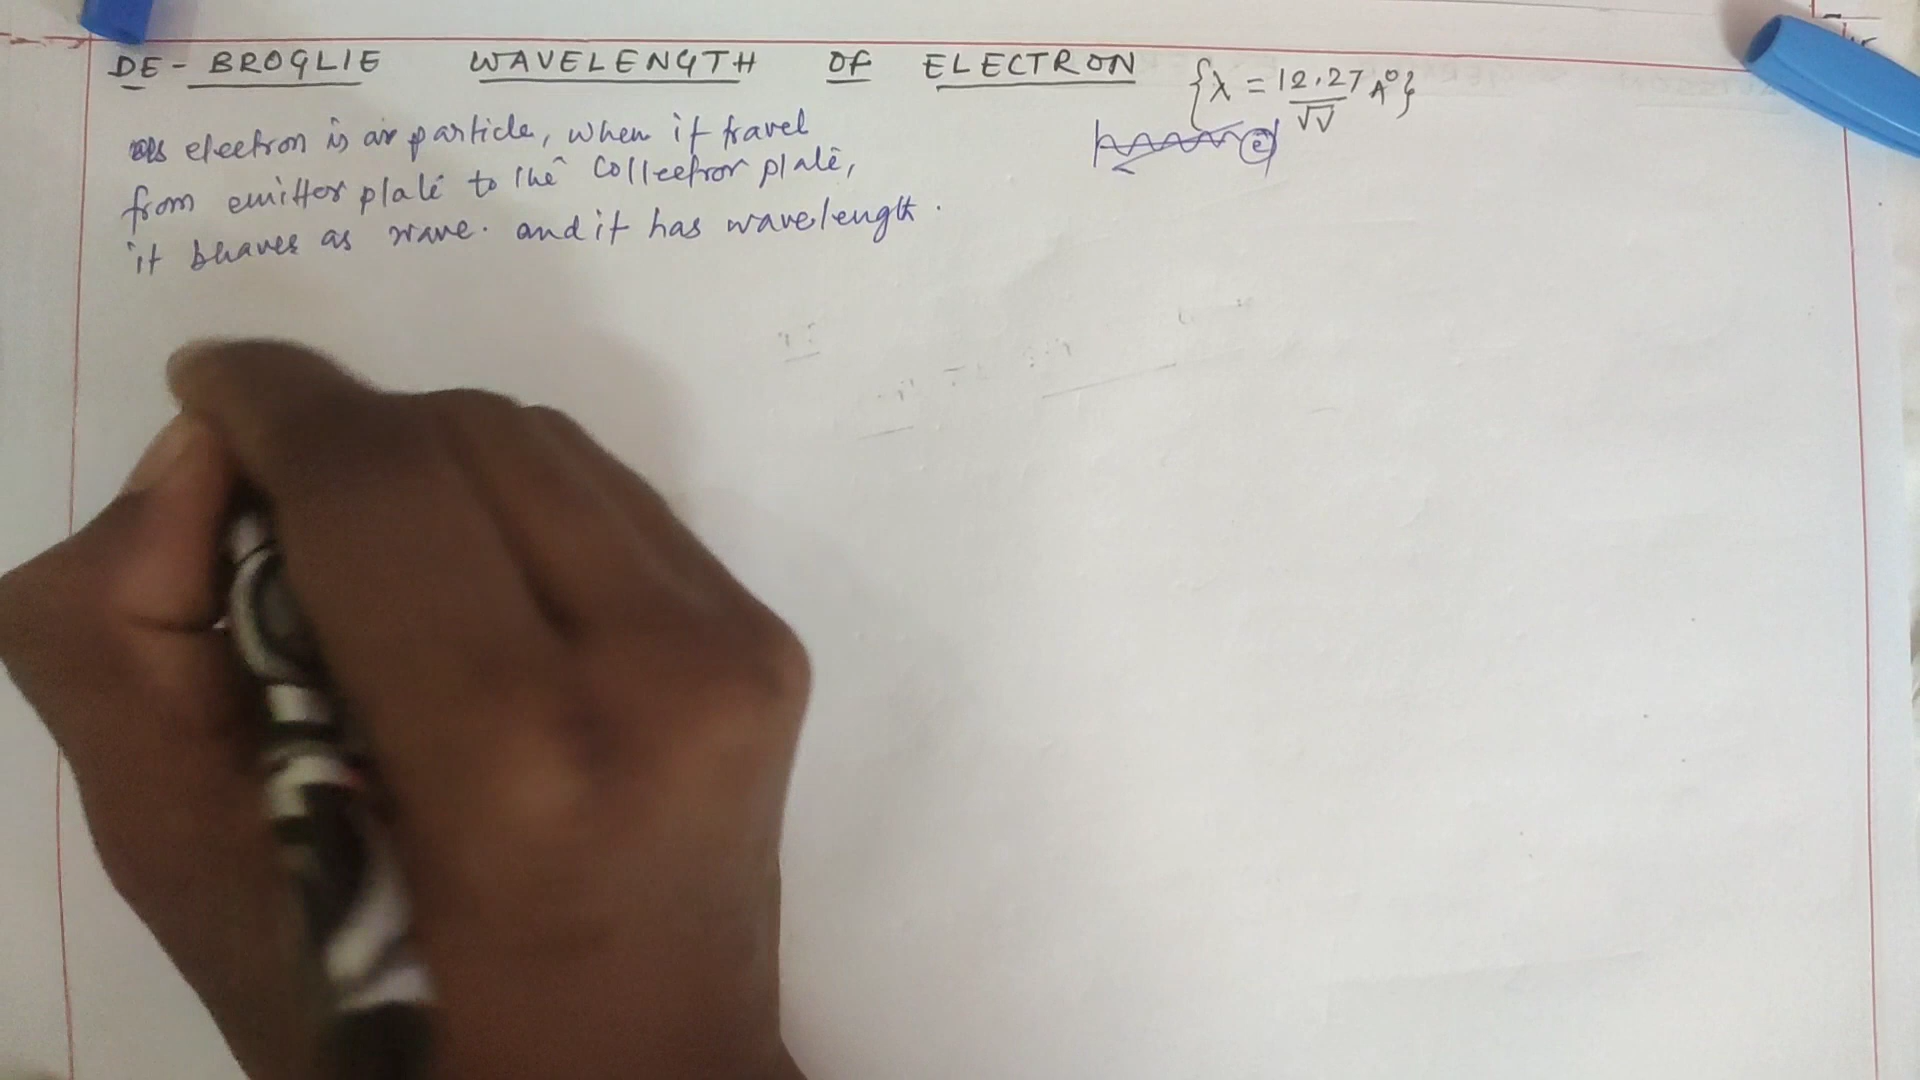 DE-BROGLIE WAVELENGTH OF ELECTRON {λ = 12.27/√V A°}
electron is a particle, when it travel
from emitter plate to the collector plate,
it bhaves as wave. and it has wavelength.
e